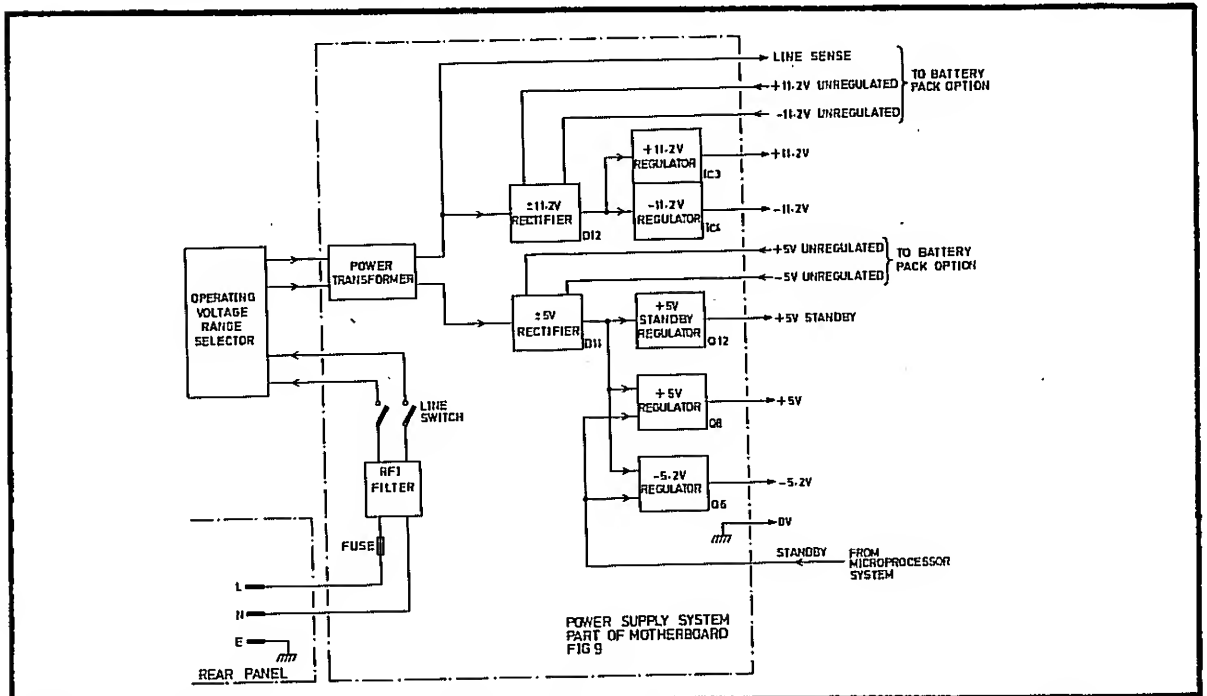 LINE SENSE
+11.2V UNREGULATED
-11.2V UNREGULATED
TO BATTERY
PACK OPTION
+11.2V
REGULATOR
IC3
+11.2V
±11.2V
RECTIFIER
D12
-11.2V
REGULATOR
IC4
-11.2V
OPERATING
VOLTAGE
RANGE
SELECTOR
POWER
TRANSFORMER
+5V UNREGULATED
-5V UNREGULATED
TO BATTERY
PACK OPTION
±5V
RECTIFIER
D11
+5V
STANDBY
REGULATOR
Q12
+5V STANDBY
+5V
REGULATOR
Q8
+5V
-5.2V
REGULATOR
Q6
-5.2V
0V
STANDBY
FROM
MICROPROCESSOR
SYSTEM
LINE
SWITCH
RFI
FILTER
FUSE
L
N
E
REAR PANEL
POWER SUPPLY SYSTEM
PART OF MOTHERBOARD
FIG 9